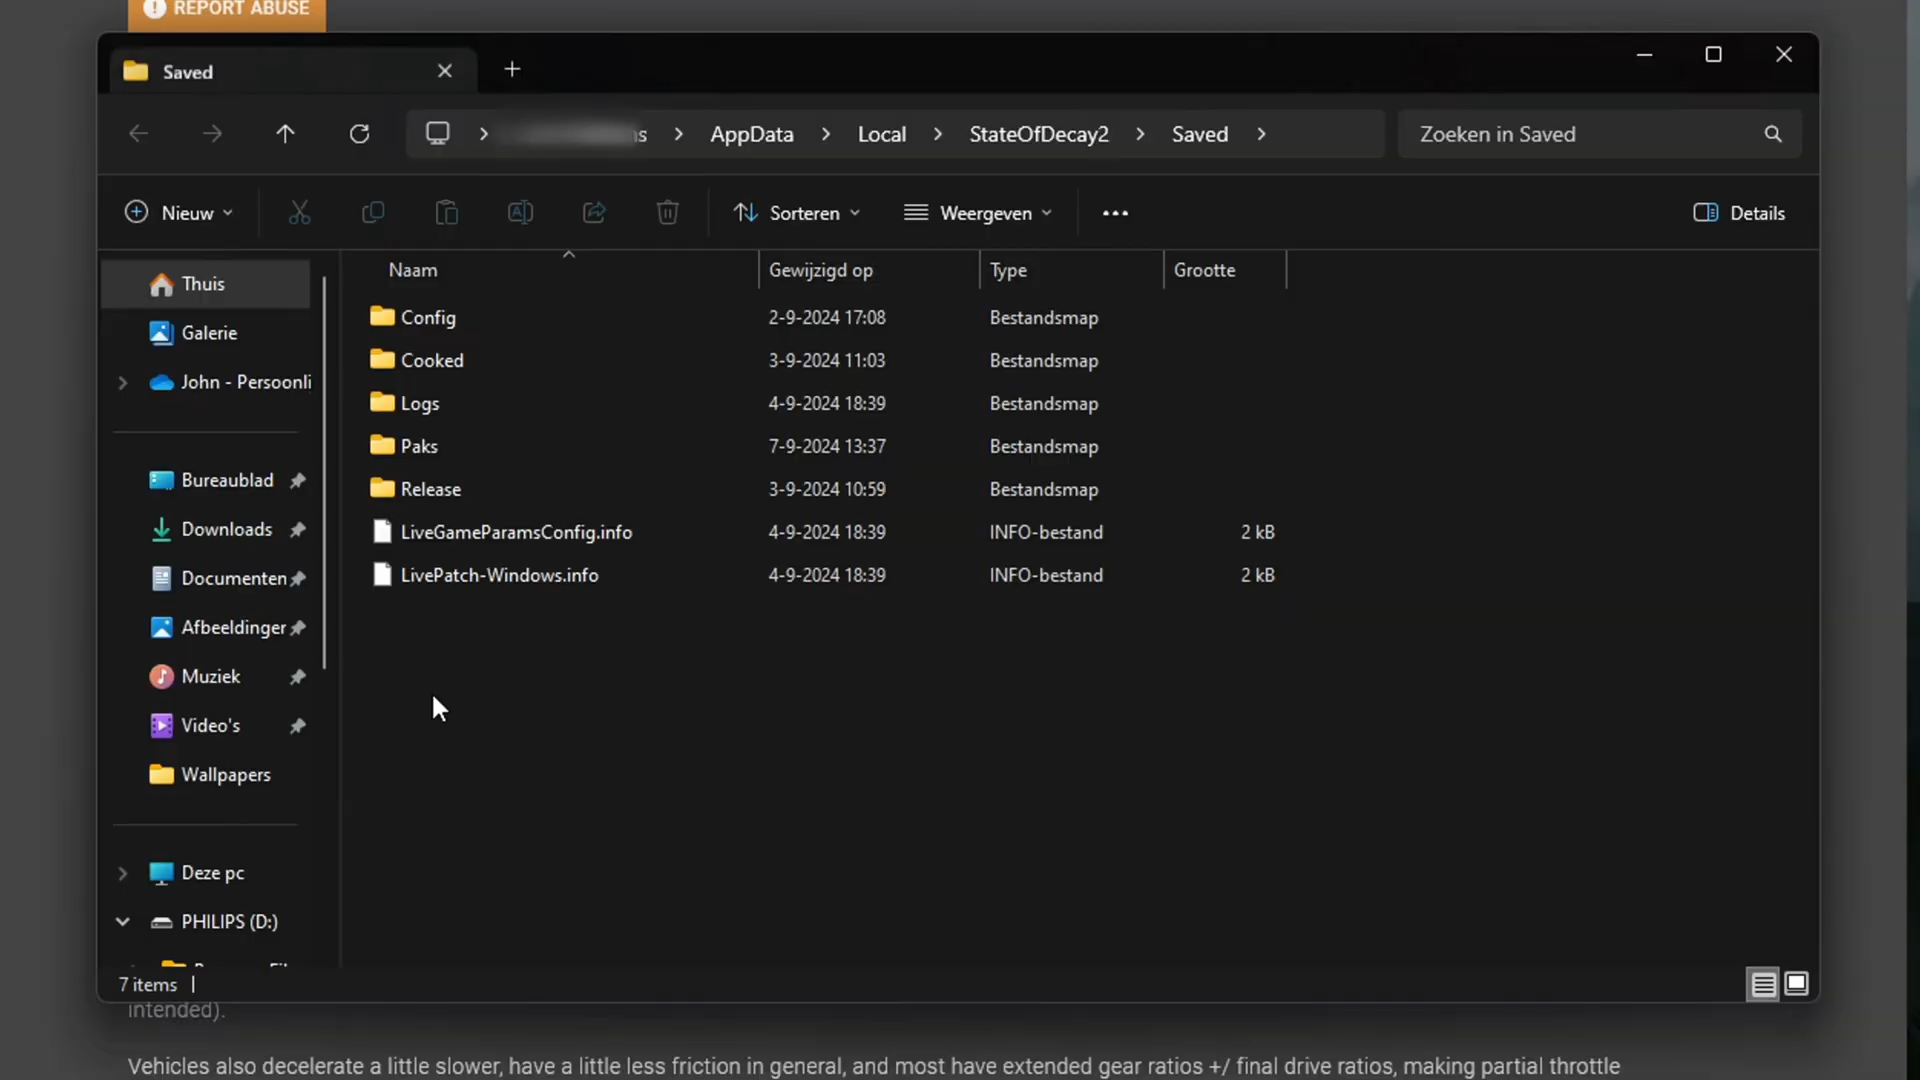 REPORT ABUSE
Saved
AppData Local StateOfDecay2 Saved
Zoeken in Saved
Nieuw
Sorteren
Weergeven
Details
Naam Gewijzigd op Type Grootte
Thuis
Galerie
John - Persoonli
Bureaublad
Downloads
Documenten
Afbeeldinger
Muziek
Video's
Wallpapers
Deze pc
PHILIPS (D:)
Config 2-9-2024 17:08 Bestandsmap
Cooked 3-9-2024 11:03 Bestandsmap
Logs 4-9-2024 18:39 Bestandsmap
Paks 7-9-2024 13:37 Bestandsmap
Release 3-9-2024 10:59 Bestandsmap
LiveGameParamsConfig.info 4-9-2024 18:39 INFO-bestand 2 kB
LivePatch-Windows.info 4-9-2024 18:39 INFO-bestand 2 kB
7 items
intended).
Vehicles also decelerate a little slower, have a little less friction in general, and most have extended gear ratios +/ final drive ratios, making partial throttle